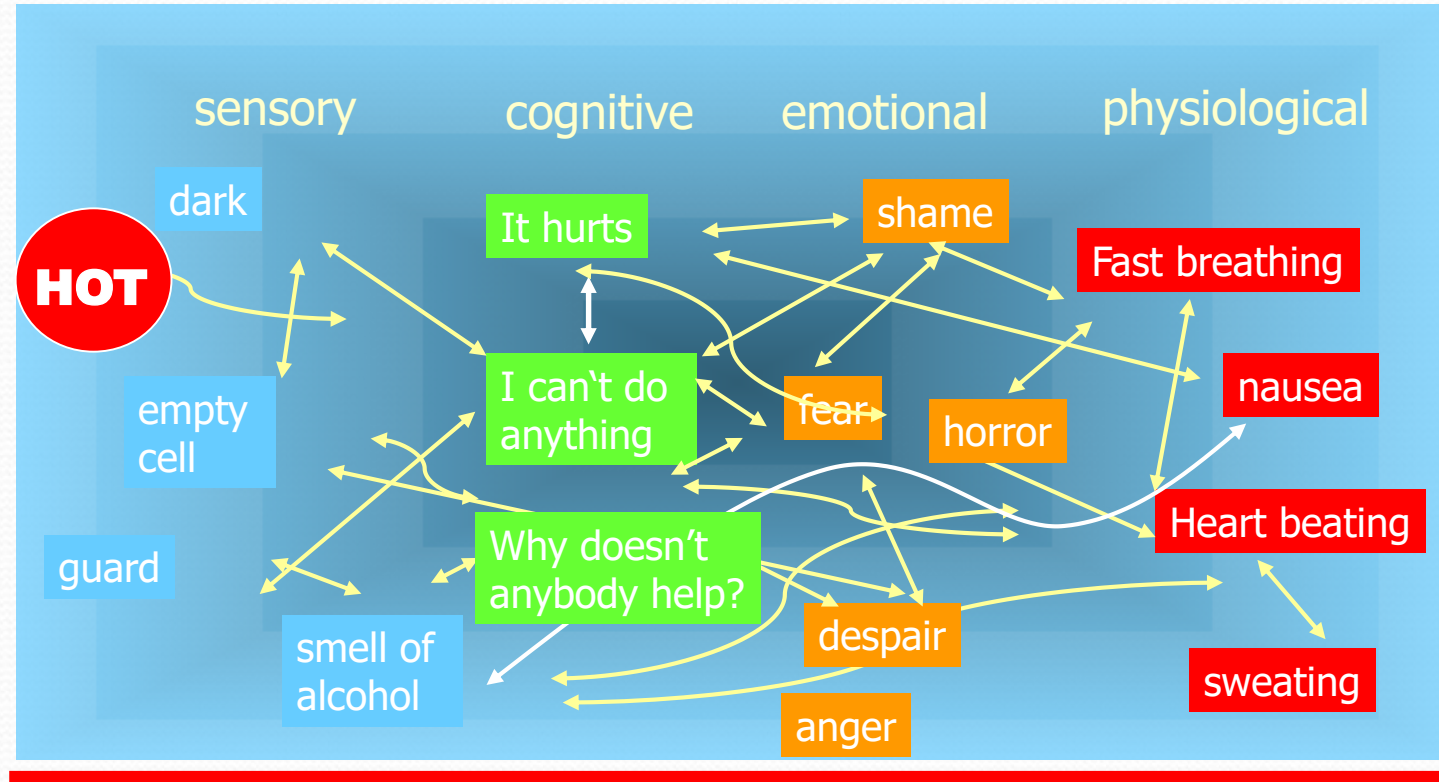 sensory
cognitive
emotional
physiological
dark
HOT
empty
cell
guard
smell of
alcohol
It hurts
I can‘t do
anything
Why doesn’t
anybody help?
shame
fear
horror
despair
anger
Fast breathing
nausea
Heart beating
sweating